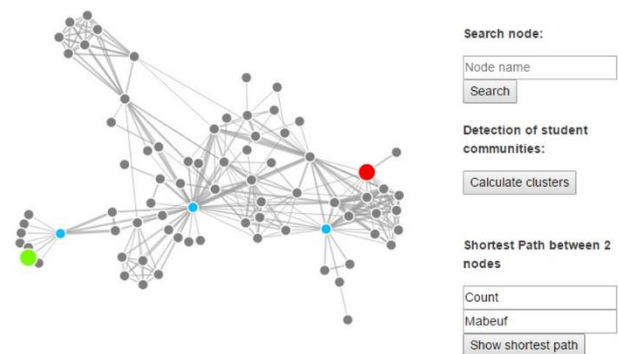 Search node:
Node name
Search
Detection of student
communities:
Calculate clusters
Shortest Path between 2
nodes
Count
Mabeuf
Show shortest path